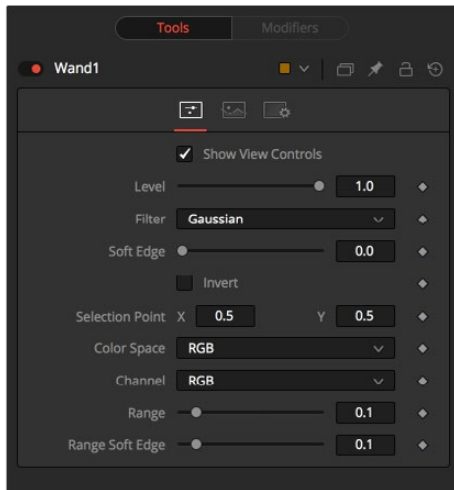 Tools Modifiers
Wand1
Show View Controls
Level 1.0
Filter Gaussian
Soft Edge 0.0
Invert
Selection Point X 0.5 Y 0.5
Color Space RGB
Channel RGB
Range 0.1
Range Soft Edge 0.1